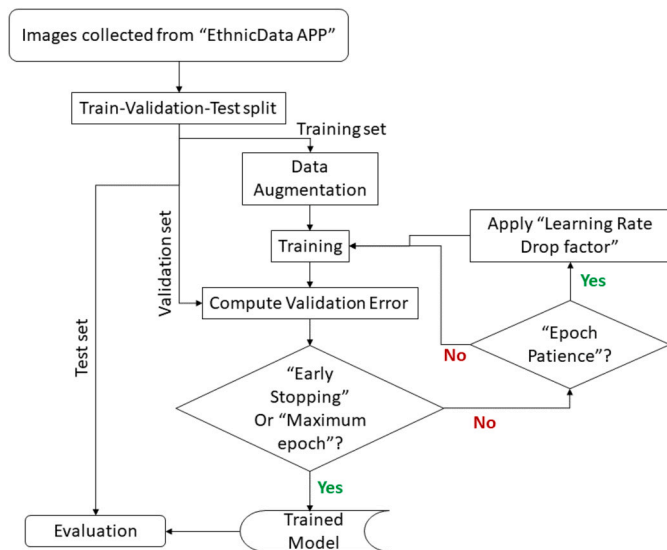 Images collected from “EthnicData APP”
Train-Validation-Test split
Training set
Data
Augmentation
Training
Validation set
Test set
Compute Validation Error
Apply “Learning Rate
Drop factor”
Yes
“Epoch
Patience”?
No
“Early
Stopping”
Or “Maximum
epoch”?
No
Yes
Trained
Model
Evaluation